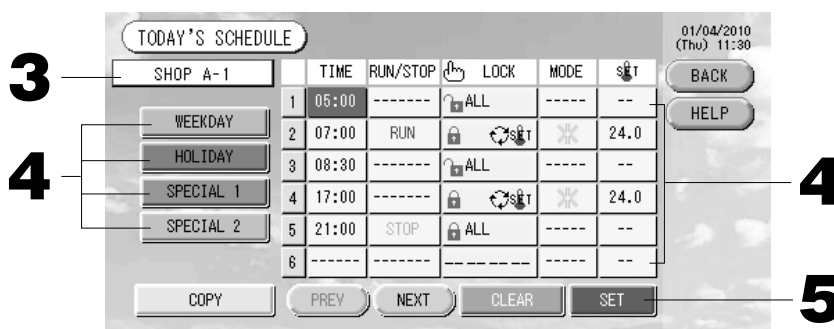 TODAY'S SCHEDULE
01/04/2010
(Thu) 11:30
3
SHOP A-1
TIME RUN/STOP LOCK MODE SET
BACK
HELP
1 05:00 ------- ALL ----- --
2 07:00 RUN SET 24.0
3 08:30 ------- ALL ----- --
4 17:00 ------- SET 24.0
5 21:00 STOP ALL ----- --
6 ------ ------- -------- ----- --
4
WEEKDAY
HOLIDAY
SPECIAL 1
SPECIAL 2
4
COPY PREV NEXT CLEAR SET
5